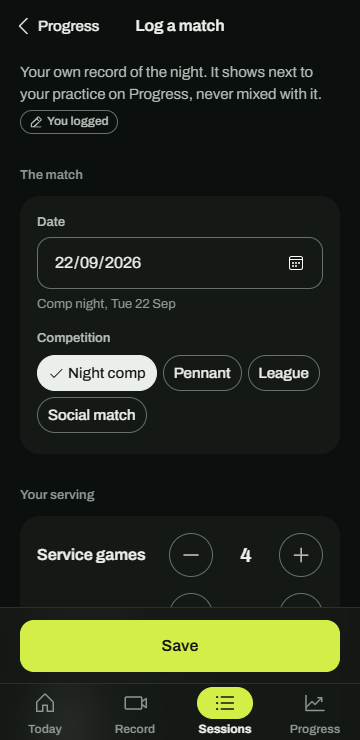 Progress
Log a match
Your own record of the night. It shows next to
your practice on Progress, never mixed with it.
You logged
The match
Date
22/09/2026
Comp night, Tue 22 Sep
Competition
Night comp
Pennant
League
Social match
Your serving
Service games
4
Save
Today
Record
Sessions
Progress